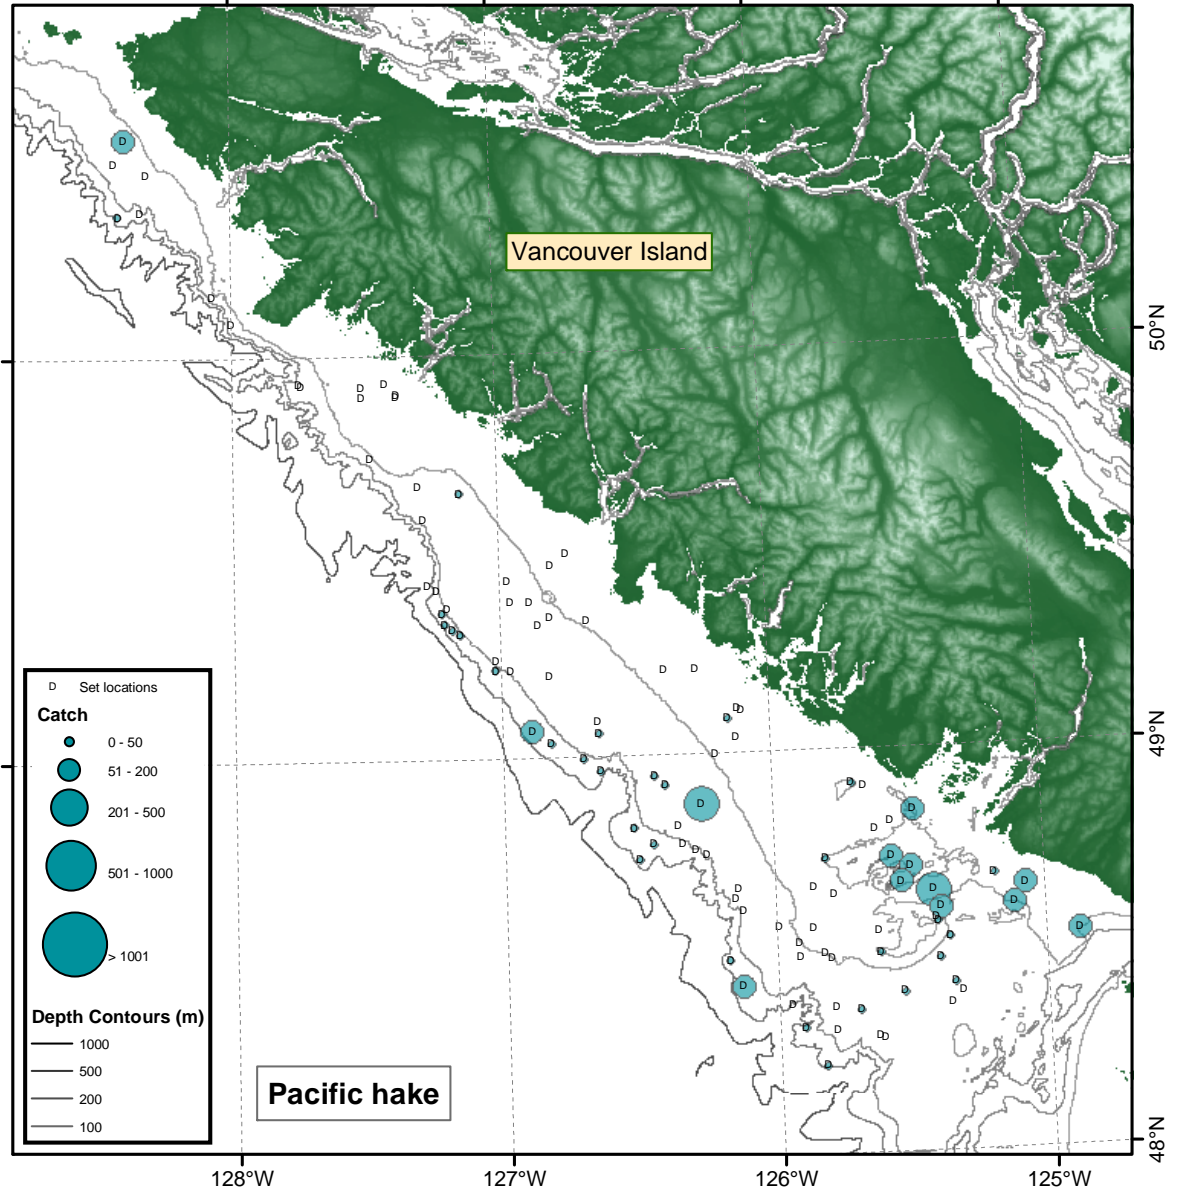 Vancouver Island
50°N
49°N
D Set locations
Catch
0 - 50
51 - 200
201 - 500
501 - 1000
> 1001
Depth Contours (m)
1000
500
200
100
Pacific hake
48°N
128°W 127°W 126°W 125°W